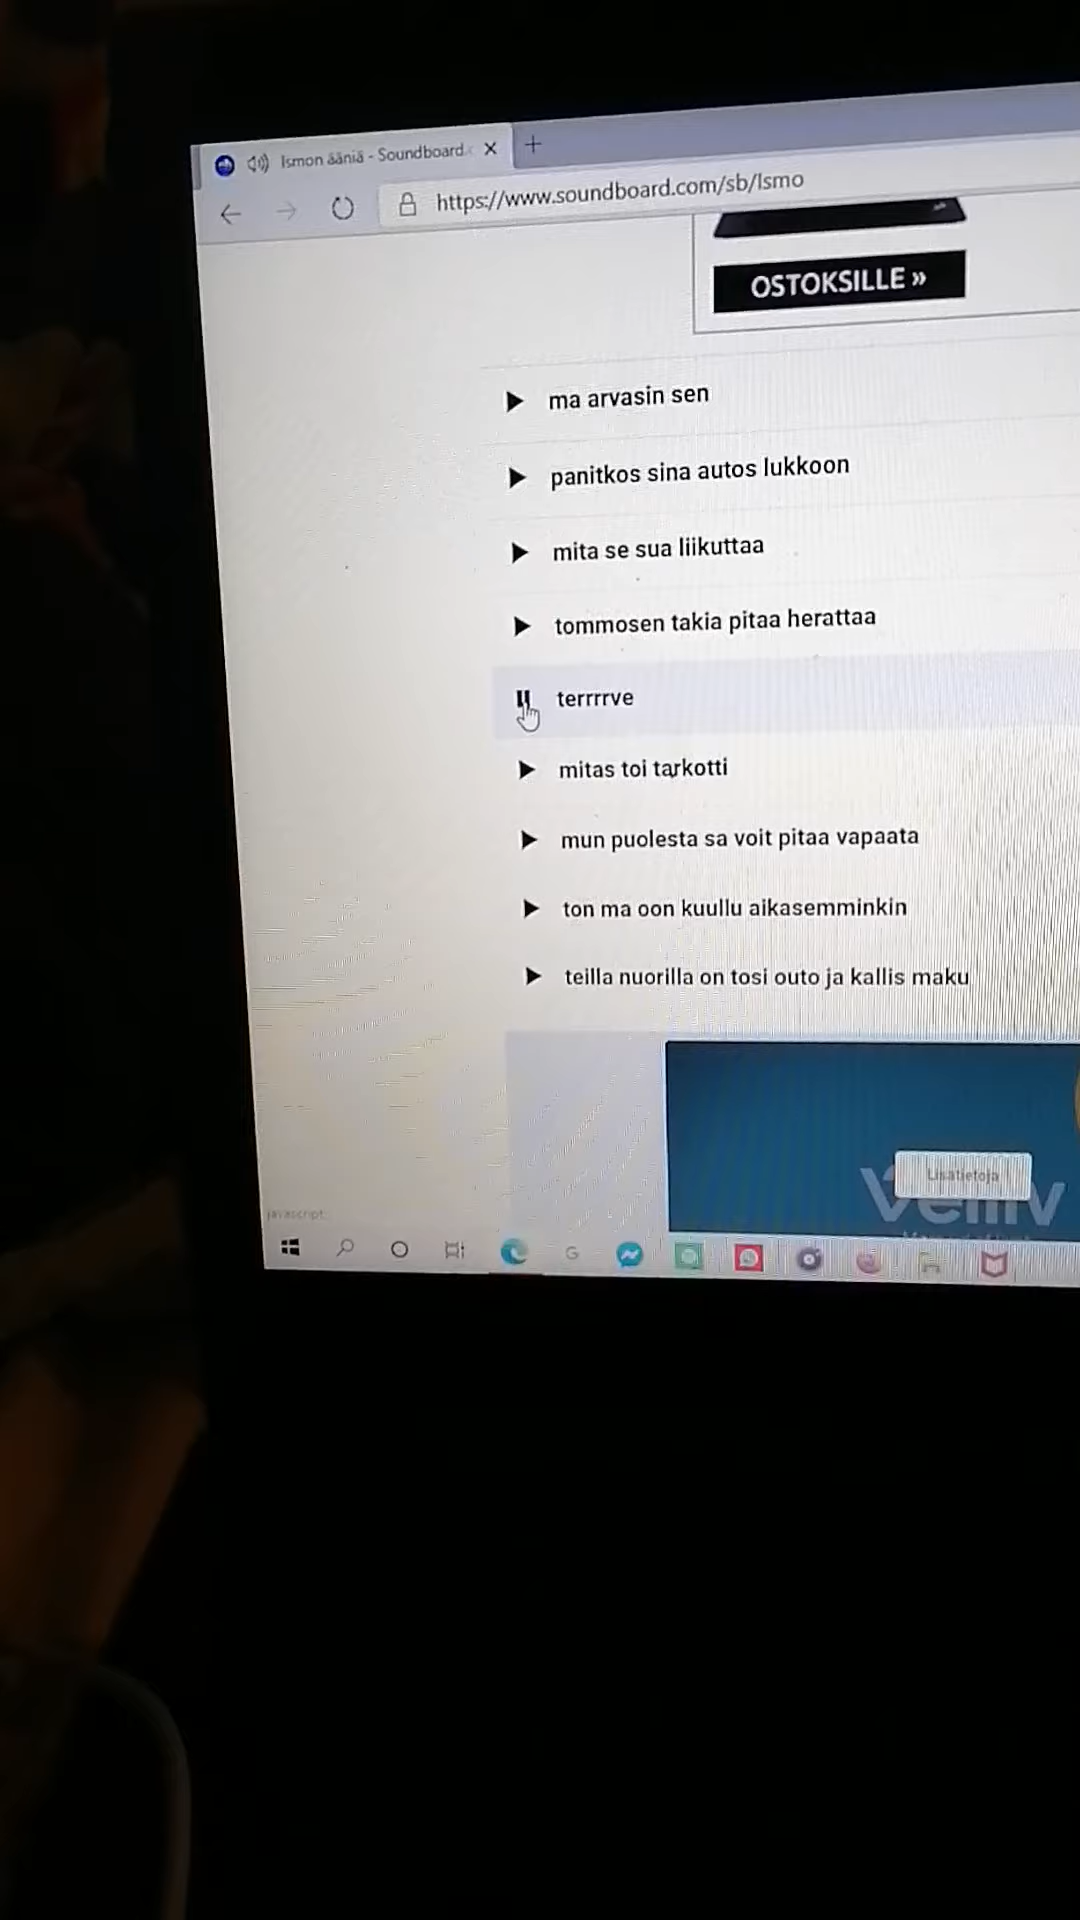 Ismon ääniä - Soundboard.
https://www.soundboard.com/sb/Ismo
OSTOKSILLE »
ma arvasin sen
panitkos sina autos lukkoon
mita se sua liikuttaa
tommosen takia pitaa herattaa
terrrrve
mitas toi tarkotti
mun puolesta sa voit pitaa vapaata
ton ma oon kuullu aikasemminkin
teilla nuorilla on tosi outo ja kallis maku
Lisätietoja
javascript:
G